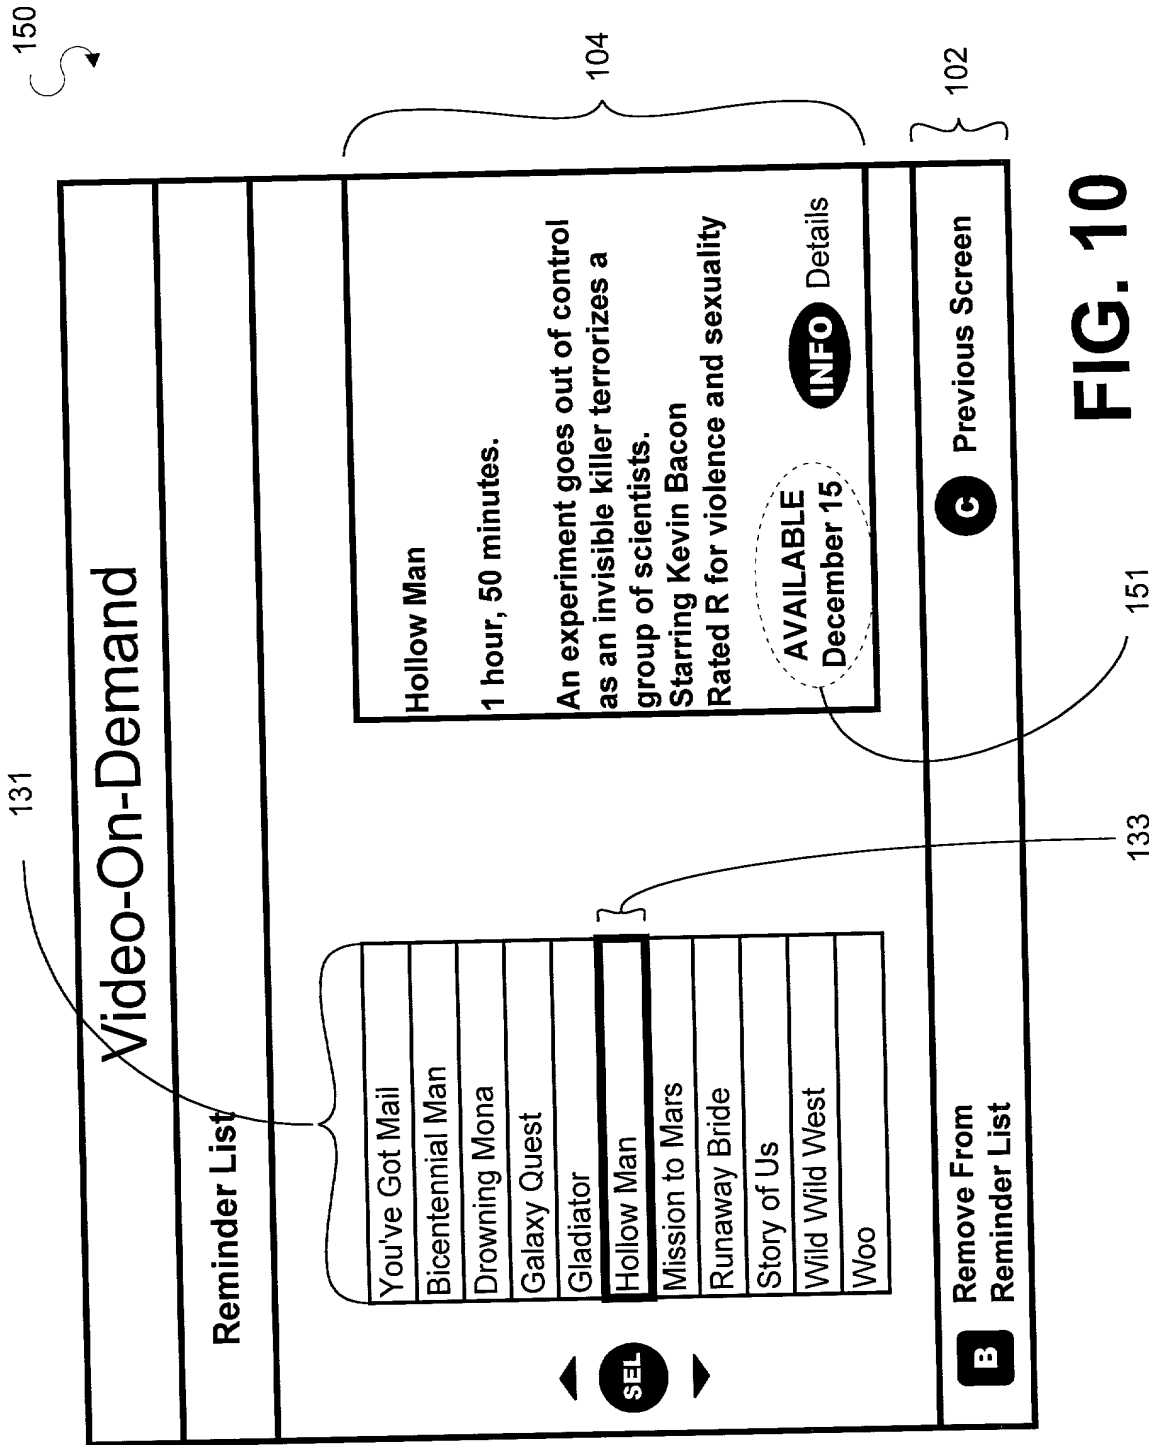 150
131
Video-On-Demand
Reminder List
You've Got Mail
Bicentennial Man
Drowning Mona
Galaxy Quest
Gladiator
Hollow Man
Mission to Mars
Runaway Bride
Story of Us
Wild Wild West
Woo
SEL
Hollow Man
1 hour, 50 minutes.
An experiment goes out of control
as an invisible killer terrorizes a
group of scientists.
Starring Kevin Bacon
Rated R for violence and sexuality
AVAILABLE
December 15
INFO Details
104
B Remove From
Reminder List
C Previous Screen
102
133
151
FIG. 10